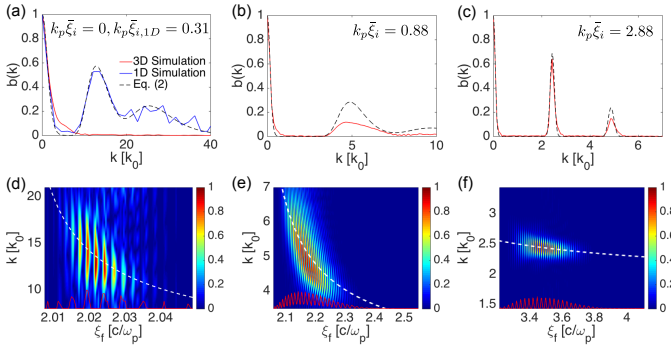 (a) k_p ξ̄_i = 0, k_p ξ̄_{i,1D} = 0.31
b(k)
1
0.8
0.6
0.4
0.2
0
3D Simulation
1D Simulation
Eq. (2)
0 10 20 30 40
k [k_0]
(b) k_p ξ̄_i = 0.88
b(k)
1
0.8
0.6
0.4
0.2
0
0 5 10
k [k_0]
(c) k_p ξ̄_i = 2.88
b(k)
1
0.8
0.6
0.4
0.2
0
0 2 4 6
k [k_0]
(d)
k [k_0]
20
15
10
2.01 2.02 2.03 2.04
ξ_f [c/ω_p]
1
0.8
0.6
0.4
0.2
0
(e)
k [k_0]
7
6
5
4
2.1 2.2 2.3 2.4 2.5
ξ_f [c/ω_p]
1
0.8
0.6
0.4
0.2
0
(f)
k [k_0]
3
2.5
2
1.5
3.4 3.6 3.8 4
ξ_f [c/ω_p]
1
0.8
0.6
0.4
0.2
0